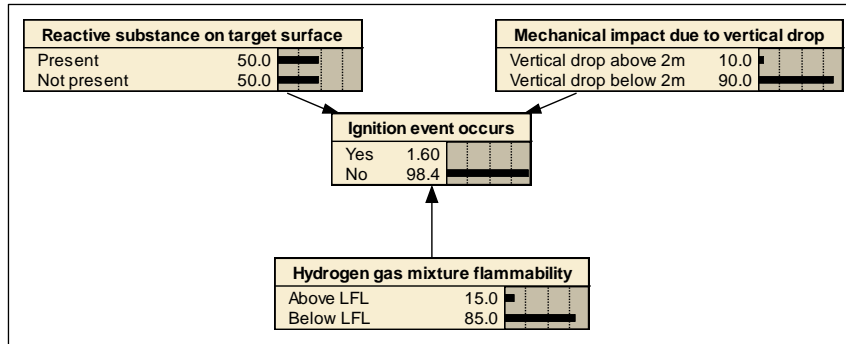 Reactive substance on target surface
Present 50.0
Not present 50.0
Mechanical impact due to vertical drop
Vertical drop above 2m 10.0
Vertical drop below 2m 90.0
Ignition event occurs
Yes 1.60
No 98.4
Hydrogen gas mixture flammability
Above LFL 15.0
Below LFL 85.0